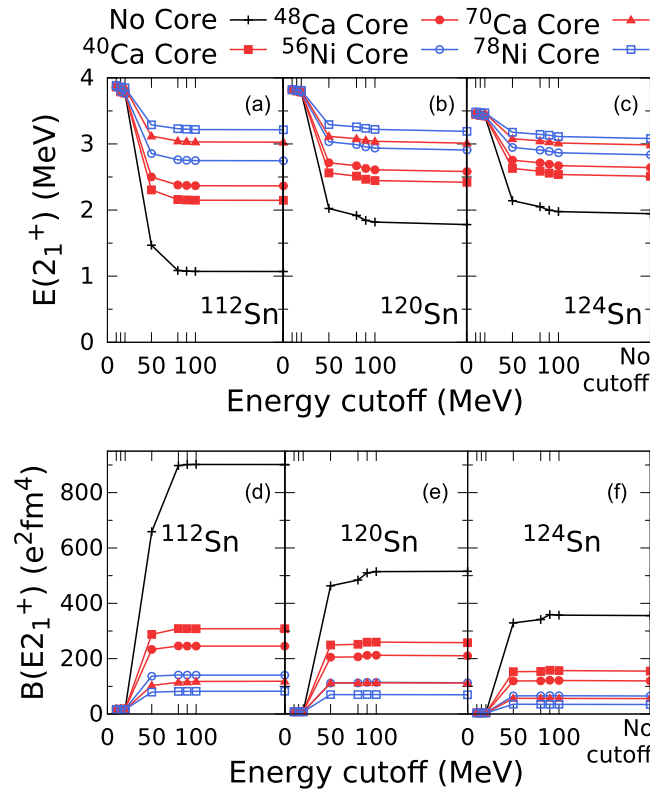 No Core 48Ca Core 70Ca Core
40Ca Core 56Ni Core 78Ni Core
E(2₁⁺) (MeV)
4
3
2
1
0
(a) (b) (c)
¹¹²Sn ¹²⁰Sn ¹²⁴Sn
0 50 100 0 50 100 0 50 100 No cutoff
Energy cutoff (MeV)
B(E2₁⁺) (e²fm⁴)
800
600
400
200
0
(d) (e) (f)
¹¹²Sn ¹²⁰Sn ¹²⁴Sn
0 50 100 0 50 100 0 50 100 No cutoff
Energy cutoff (MeV)